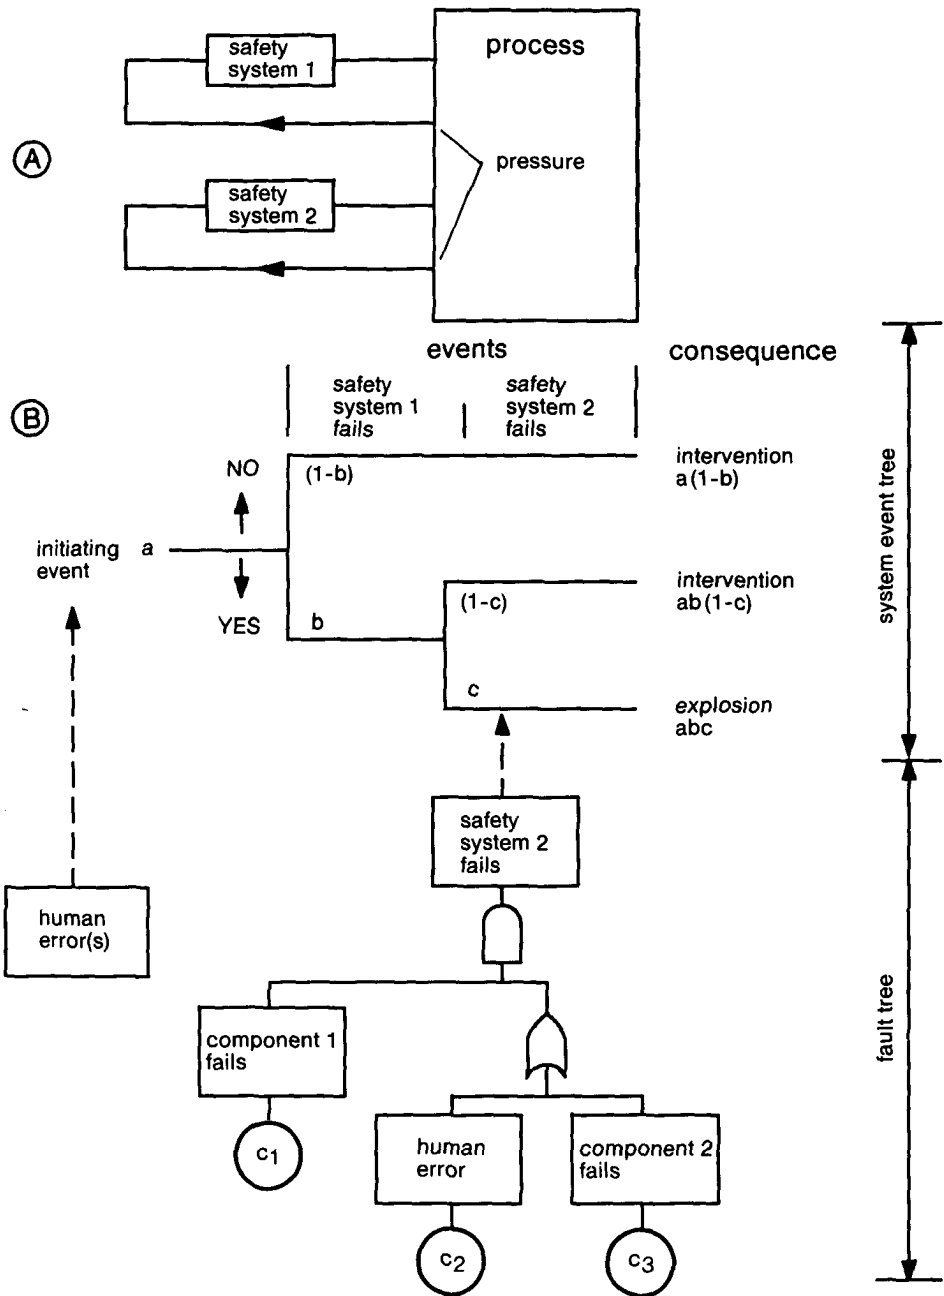 A
safety
system 1
process
pressure
safety
system 2
B
events
consequence
safety
system 1
fails
safety
system 2
fails
NO
(1-b)
intervention
a(1-b)
initiating
event
a
YES
b
(1-c)
intervention
ab(1-c)
c
explosion
abc
system event tree
safety
system 2
fails
human
error(s)
component 1
fails
c1
human
error
component 2
fails
c2
c3
fault tree